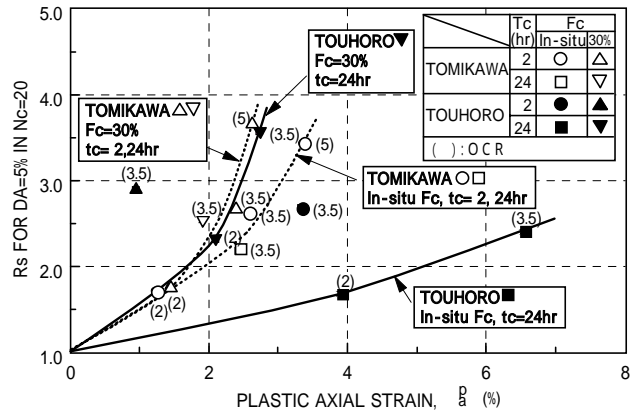 5.0
4.0
3.0
2.0
1.0
0
2
4
6
8
Rs FOR DA=5% IN Nc=20
PLASTIC AXIAL STRAIN, p a (%)
TOUHORO▼
Fc=30%
tc=24hr
TOMIKAWA△▽
Fc=30%
tc= 2,24hr
TOMIKAWA○□
In-situ Fc, tc= 2, 24hr
TOUHORO■
In-situ Fc, tc=24hr
Tc (hr) Fc
In-situ 30%
TOMIKAWA 2 ○ △
24 □ ▽
TOUHORO 2 ● ▲
24 ■ ▼
( ) : OCR
(5)
(3.5)
(5)
(3.5)
(3.5)
(3.5)
(3.5)
(3.5)
(3.5)
(2)
(3.5)
(2)
(2)
(2)
(3.5)